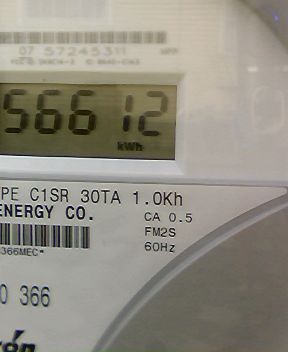 07 57245311
56612
kWh
PE C1SR 30TA 1.0Kh
ENERGY CO.
CA 0.5
FM2S
60Hz
366MEC*
0 366